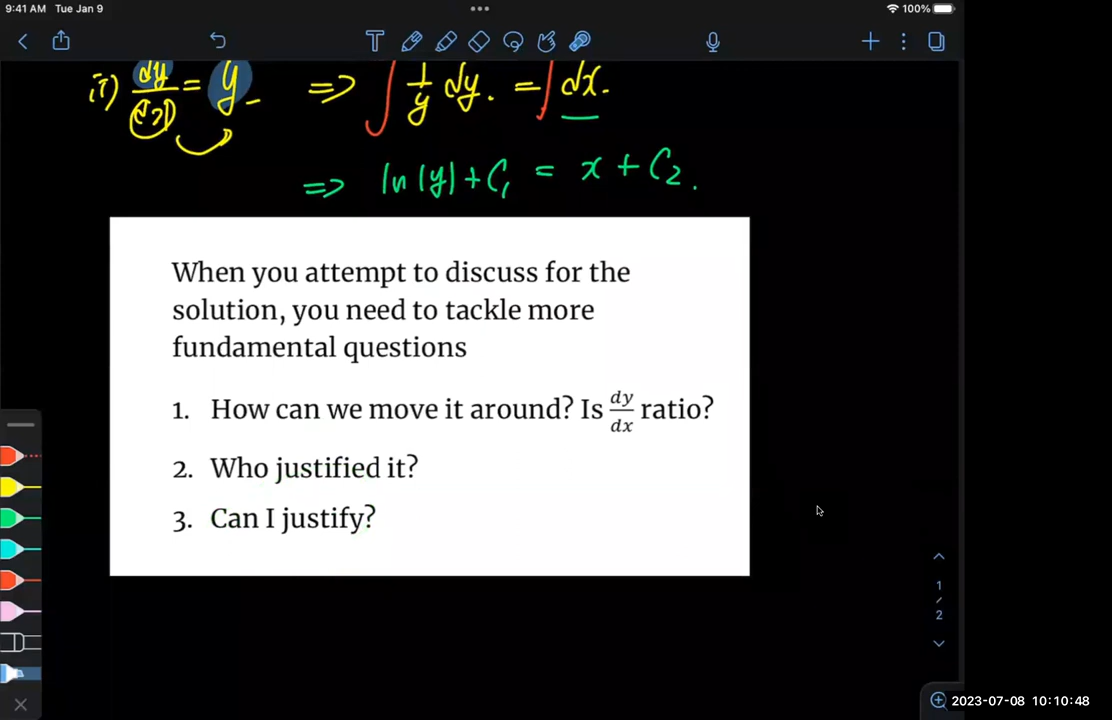 9:41 AM Tue Jan 9
100%
ii) dy/dx = y ⇒ ∫ 1/y dy. = ∫ dx.
⇒ ln|y| + C₁ = x + C₂.
When you attempt to discuss for the
solution, you need to tackle more
fundamental questions
1. How can we move it around? Is dy/dx ratio?
2. Who justified it?
3. Can I justify?
1
/
2
2023-07-08 10:10:48